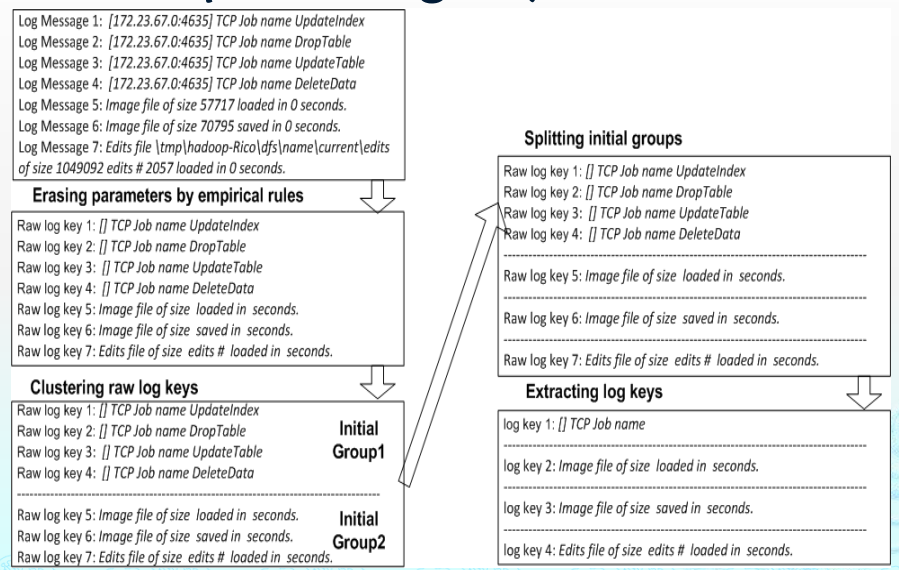 Log Message 1: [172.23.67.0:4635] TCP Job name UpdateIndex
Log Message 2: [172.23.67.0:4635] TCP Job name DropTable
Log Message 3: [172.23.67.0:4635] TCP Job name UpdateTable
Log Message 4: [172.23.67.0:4635] TCP Job name DeleteData
Log Message 5: Image file of size 57717 loaded in 0 seconds.
Log Message 6: Image file of size 70795 saved in 0 seconds.
Log Message 7: Edits file \tmp\hadoop-Rico\dfs\name\current\edits
of size 1049092 edits # 2057 loaded in 0 seconds.
Erasing parameters by empirical rules
Raw log key 1: [] TCP Job name UpdateIndex
Raw log key 2: [] TCP Job name DropTable
Raw log key 3: [] TCP Job name UpdateTable
Raw log key 4: [] TCP Job name DeleteData
Raw log key 5: Image file of size loaded in seconds.
Raw log key 6: Image file of size saved in seconds.
Raw log key 7: Edits file of size edits # loaded in seconds.
Clustering raw log keys
Raw log key 1: [] TCP Job name UpdateIndex
Raw log key 2: [] TCP Job name DropTable
Raw log key 3: [] TCP Job name UpdateTable
Raw log key 4: [] TCP Job name DeleteData
Initial
Group1
Raw log key 5: Image file of size loaded in seconds.
Raw log key 6: Image file of size saved in seconds.
Raw log key 7: Edits file of size edits # loaded in seconds.
Initial
Group2
Splitting initial groups
Raw log key 1: [] TCP Job name UpdateIndex
Raw log key 2: [] TCP Job name DropTable
Raw log key 3: [] TCP Job name UpdateTable
Raw log key 4: [] TCP Job name DeleteData
Raw log key 5: Image file of size loaded in seconds.
Raw log key 6: Image file of size saved in seconds.
Raw log key 7: Edits file of size edits # loaded in seconds.
Extracting log keys
log key 1: [] TCP Job name
log key 2: Image file of size loaded in seconds.
log key 3: Image file of size saved in seconds.
log key 4: Edits file of size edits # loaded in seconds.